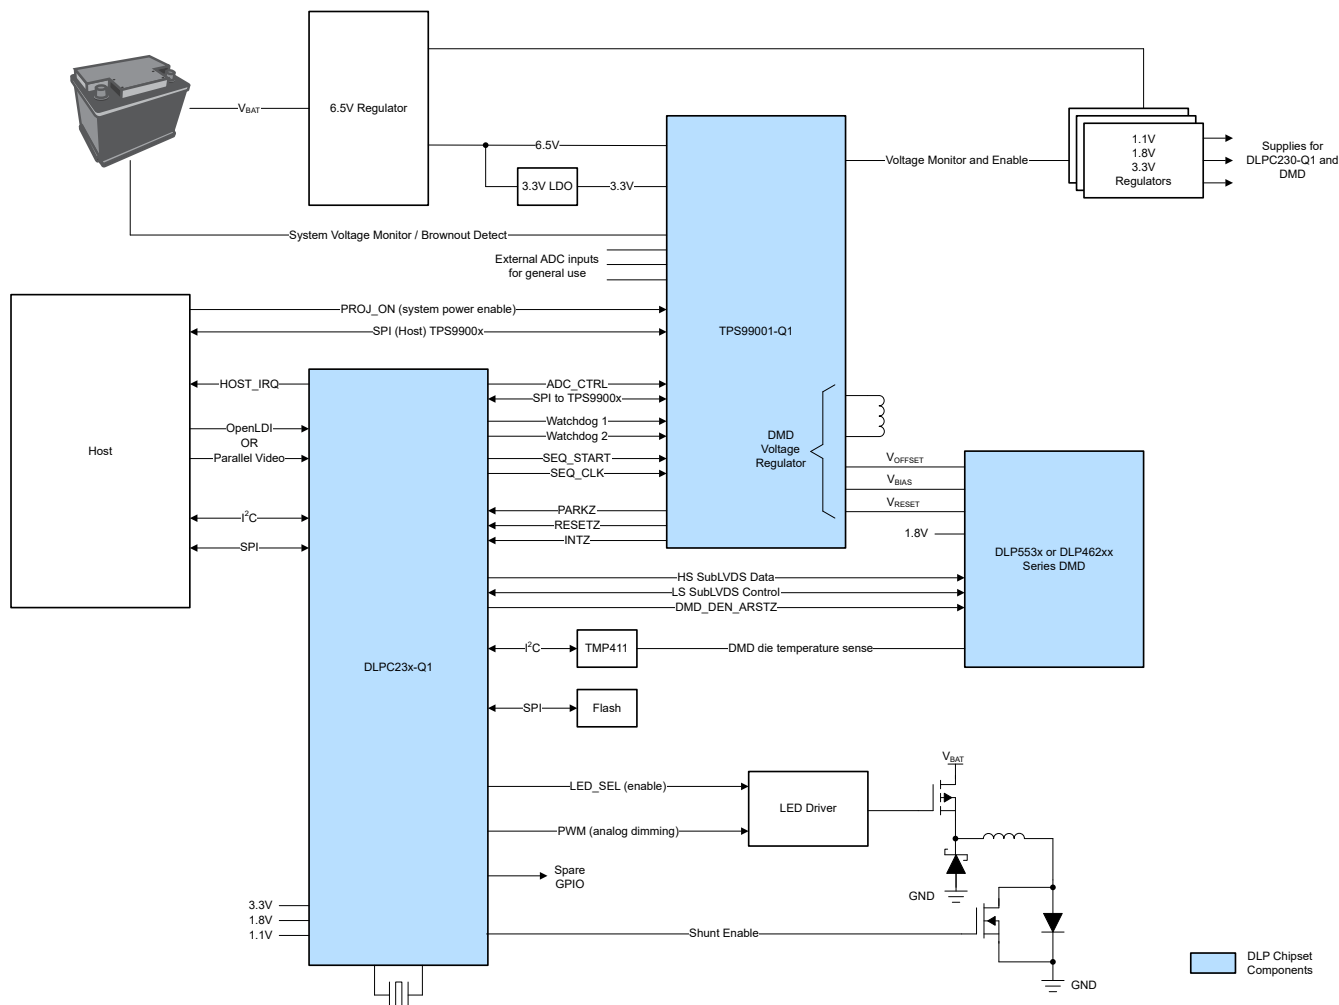 V_BAT
6.5V Regulator
6.5V
3.3V LDO
3.3V
System Voltage Monitor / Brownout Detect
External ADC inputs
for general use
TPS99001-Q1
Voltage Monitor and Enable
1.1V
1.8V
3.3V
Regulators
Supplies for
DLPC230-Q1 and
DMD
Host
PROJ_ON (system power enable)
SPI (Host) TPS9900x
HOST_IRQ
OpenLDI
OR
Parallel Video
I²C
SPI
DLPC23x-Q1
ADC_CTRL
SPI to TPS9900x
Watchdog 1
Watchdog 2
SEQ_START
SEQ_CLK
PARKZ
RESETZ
INTZ
DMD
Voltage
Regulator
V_OFFSET
V_BIAS
V_RESET
1.8V
DLP553x or DLP462xx
Series DMD
HS SubLVDS Data
LS SubLVDS Control
DMD_DEN_ARSTZ
I²C
TMP411
DMD die temperature sense
SPI
Flash
LED_SEL (enable)
PWM (analog dimming)
LED Driver
V_BAT
GND
Spare
GPIO
3.3V
1.8V
1.1V
Shunt Enable
GND
DLP Chipset
Components